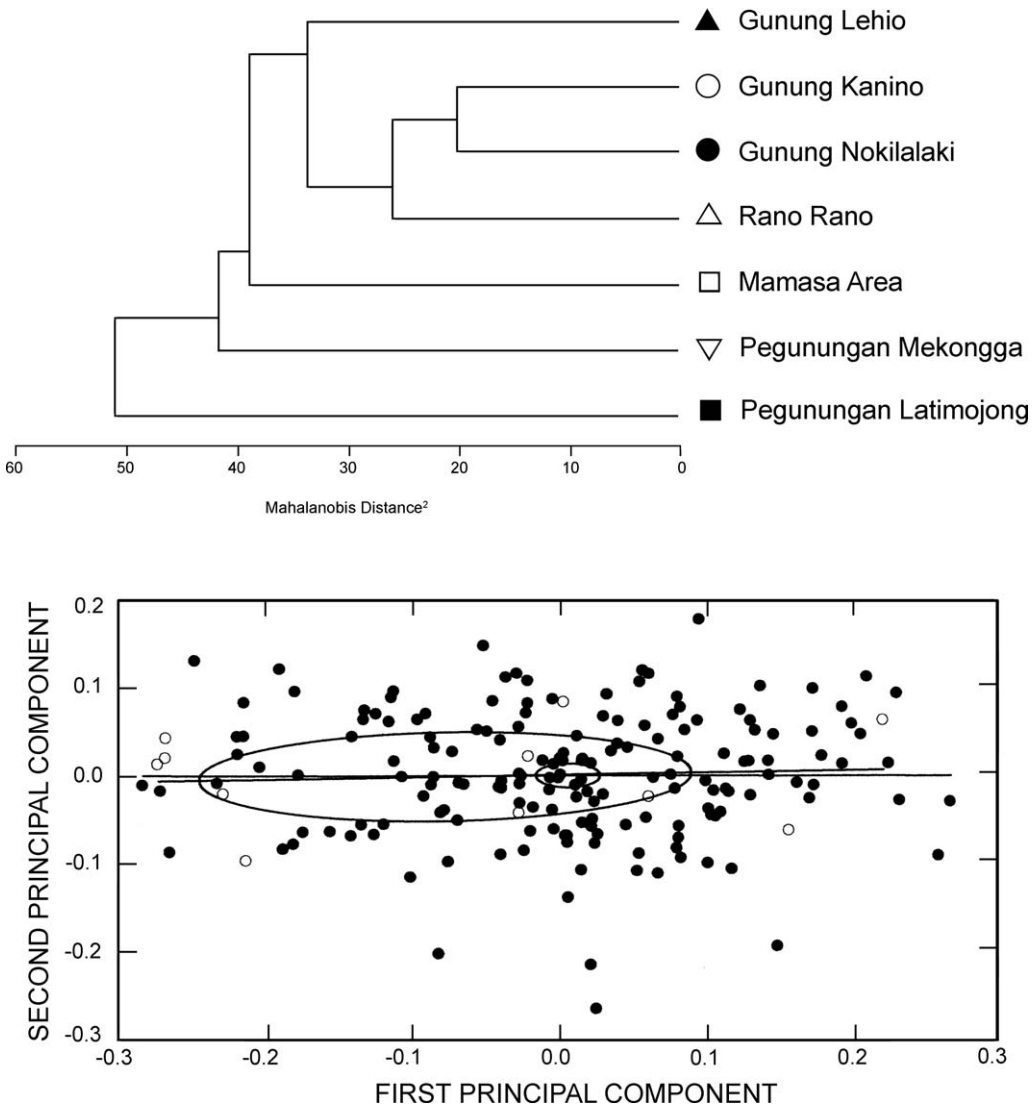 Gunung Lehio
Gunung Kanino
Gunung Nokilalaki
Rano Rano
Mamasa Area
Pegunungan Mekongga
Pegunungan Latimojong
60 50 40 30 20 10 0
Mahalanobis Distance²
SECOND PRINCIPAL COMPONENT
0.2
0.1
0.0
-0.1
-0.2
-0.3
-0.3 -0.2 -0.1 0.0 0.1 0.2 0.3
FIRST PRINCIPAL COMPONENT